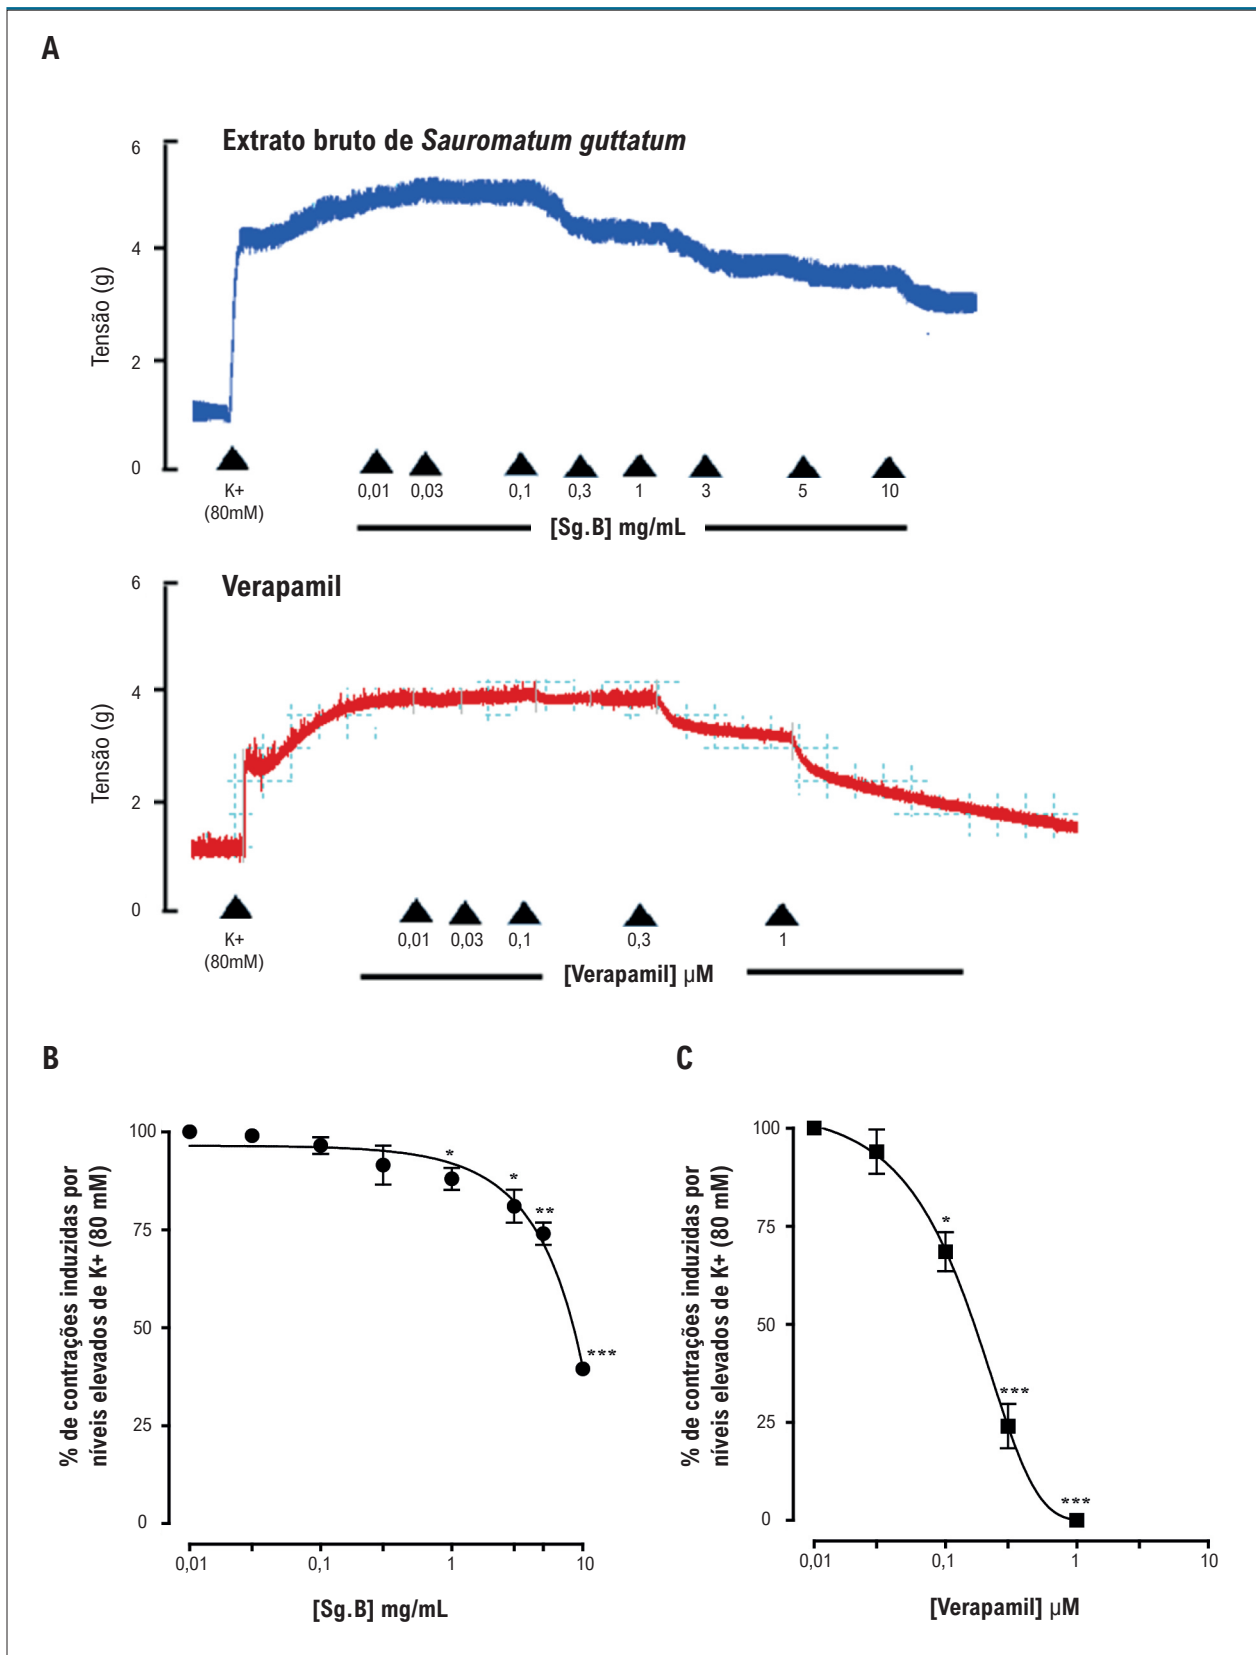 A
Extrato bruto de Sauromatum guttatum
6
4
2
0
Tensão (g)
K+
(80mM)
0,01
0,03
0,1
0,3
1
3
5
10
[Sg.B] mg/mL
Verapamil
6
4
2
0
Tensão (g)
K+
(80mM)
0,01
0,03
0,1
0,3
1
[Verapamil] µM
B
% de contrações induzidas por
níveis elevados de K+ (80 mM)
100
75
50
25
0
*
*
**
***
0,01
0,1
1
10
[Sg.B] mg/mL
C
% de contrações induzidas por
níveis elevados de K+ (80 mM)
100
75
50
25
0
*
***
***
0,01
0,1
1
10
[Verapamil] µM